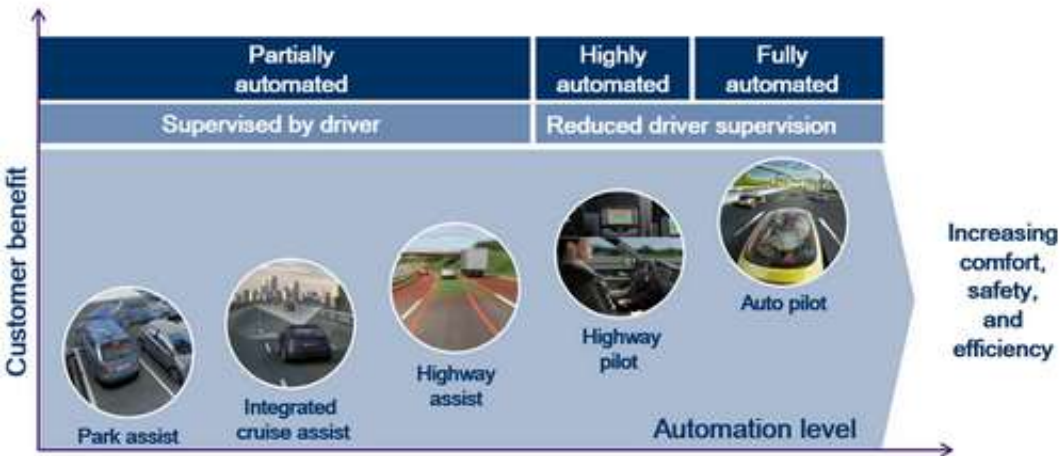 Partially
automated
Highly
automated
Fully
automated
Supervised by driver
Reduced driver supervision
Customer benefit
Park assist
Integrated
cruise assist
Highway
assist
Highway
pilot
Auto pilot
Automation level
Increasing
comfort,
safety,
and
efficiency